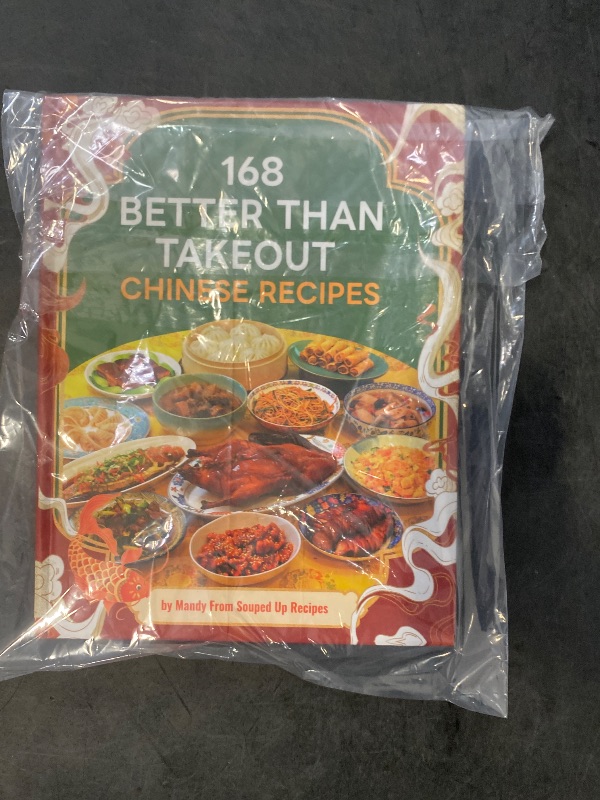 168
BETTER THAN
TAKEOUT
CHINESE RECIPES
by Mandy From Souped Up Recipes